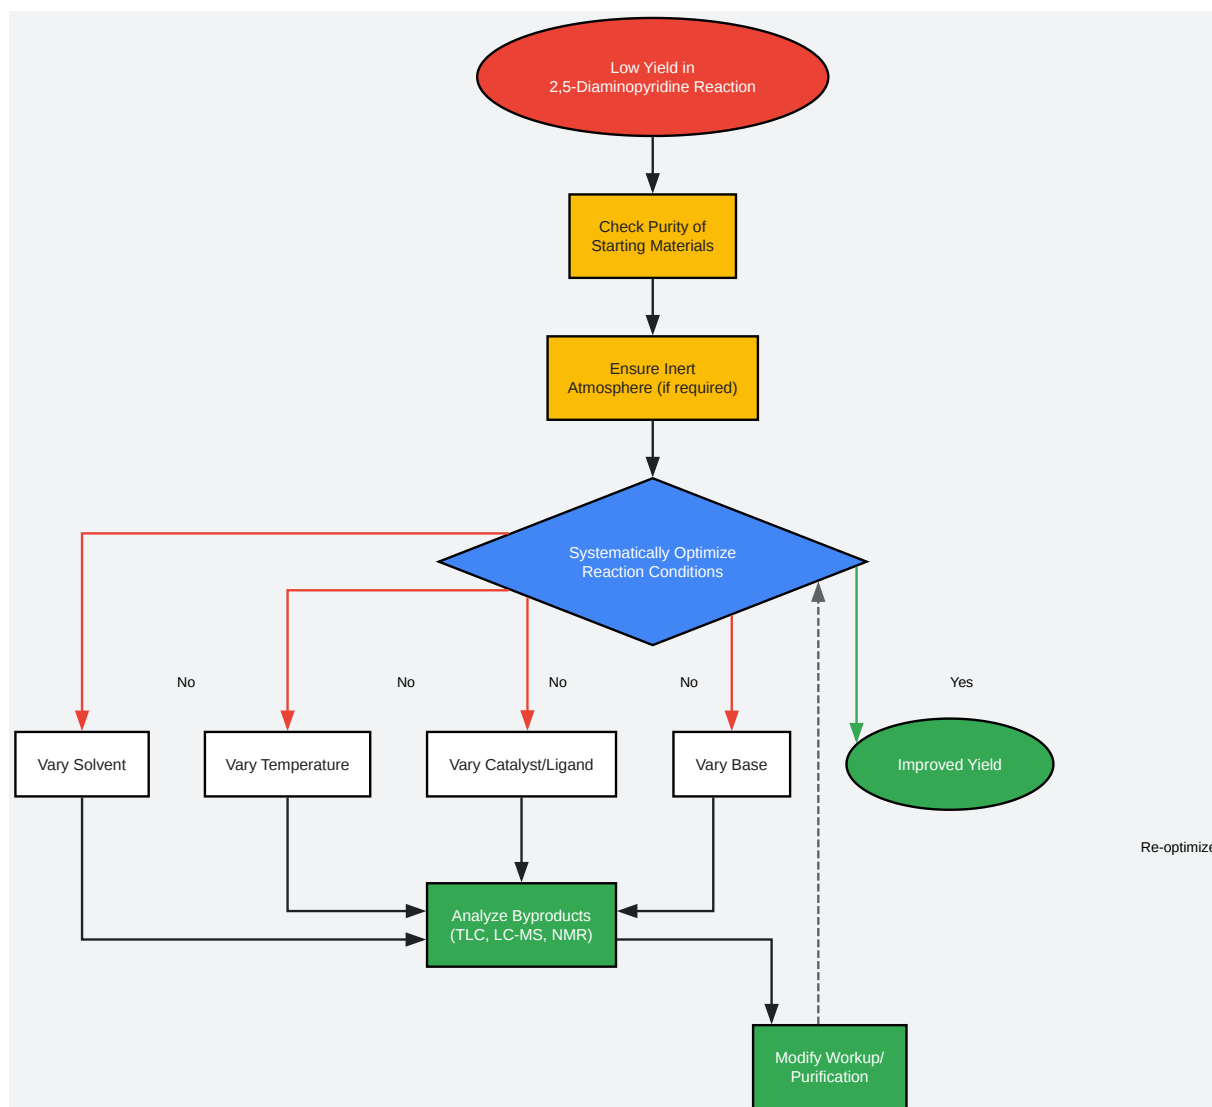 Low Yield in
2,5-Diaminopyridine Reaction
Check Purity of
Starting Materials
Ensure Inert
Atmosphere (if required)
Systematically Optimize
Reaction Conditions
No
No
No
No
Yes
Vary Solvent
Vary Temperature
Vary Catalyst/Ligand
Vary Base
Improved Yield
Re-optimize
Analyze Byproducts
(TLC, LC-MS, NMR)
Modify Workup/
Purification